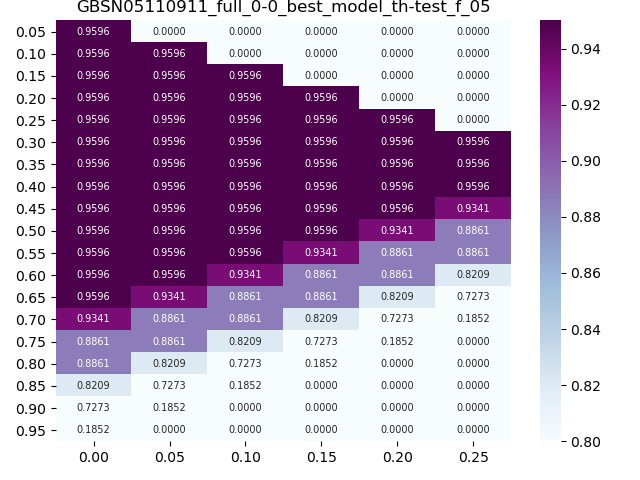 GBSN05110911_full_0-0_best_model_th-test_f_05
0.05 0.9596 0.0000 0.0000 0.0000 0.0000 0.0000
0.10 0.9596 0.9596 0.0000 0.0000 0.0000 0.0000
0.15 0.9596 0.9596 0.9596 0.0000 0.0000 0.0000
0.20 0.9596 0.9596 0.9596 0.9596 0.0000 0.0000
0.25 0.9596 0.9596 0.9596 0.9596 0.9596 0.0000
0.30 0.9596 0.9596 0.9596 0.9596 0.9596 0.9596
0.35 0.9596 0.9596 0.9596 0.9596 0.9596 0.9596
0.40 0.9596 0.9596 0.9596 0.9596 0.9596 0.9596
0.45 0.9596 0.9596 0.9596 0.9596 0.9596 0.9341
0.50 0.9596 0.9596 0.9596 0.9596 0.9341 0.8861
0.55 0.9596 0.9596 0.9596 0.9341 0.8861 0.8861
0.60 0.9596 0.9596 0.9341 0.8861 0.8861 0.8209
0.65 0.9596 0.9341 0.8861 0.8861 0.8209 0.7273
0.70 0.9341 0.8861 0.8861 0.8209 0.7273 0.1852
0.75 0.8861 0.8861 0.8209 0.7273 0.1852 0.0000
0.80 0.8861 0.8209 0.7273 0.1852 0.0000 0.0000
0.85 0.8209 0.7273 0.1852 0.0000 0.0000 0.0000
0.90 0.7273 0.1852 0.0000 0.0000 0.0000 0.0000
0.95 0.1852 0.0000 0.0000 0.0000 0.0000 0.0000
0.00 0.05 0.10 0.15 0.20 0.25
0.94
0.92
0.90
0.88
0.86
0.84
0.82
0.80